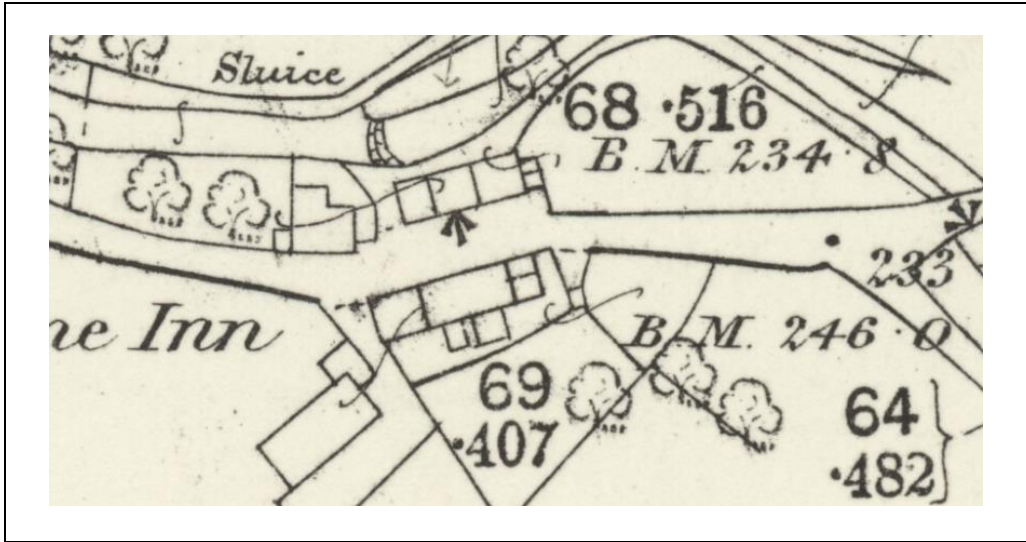 Sluice
68 ·516
B. M. 234·8
233
ne Inn
B. M. 246·0
69
·407
64
·482